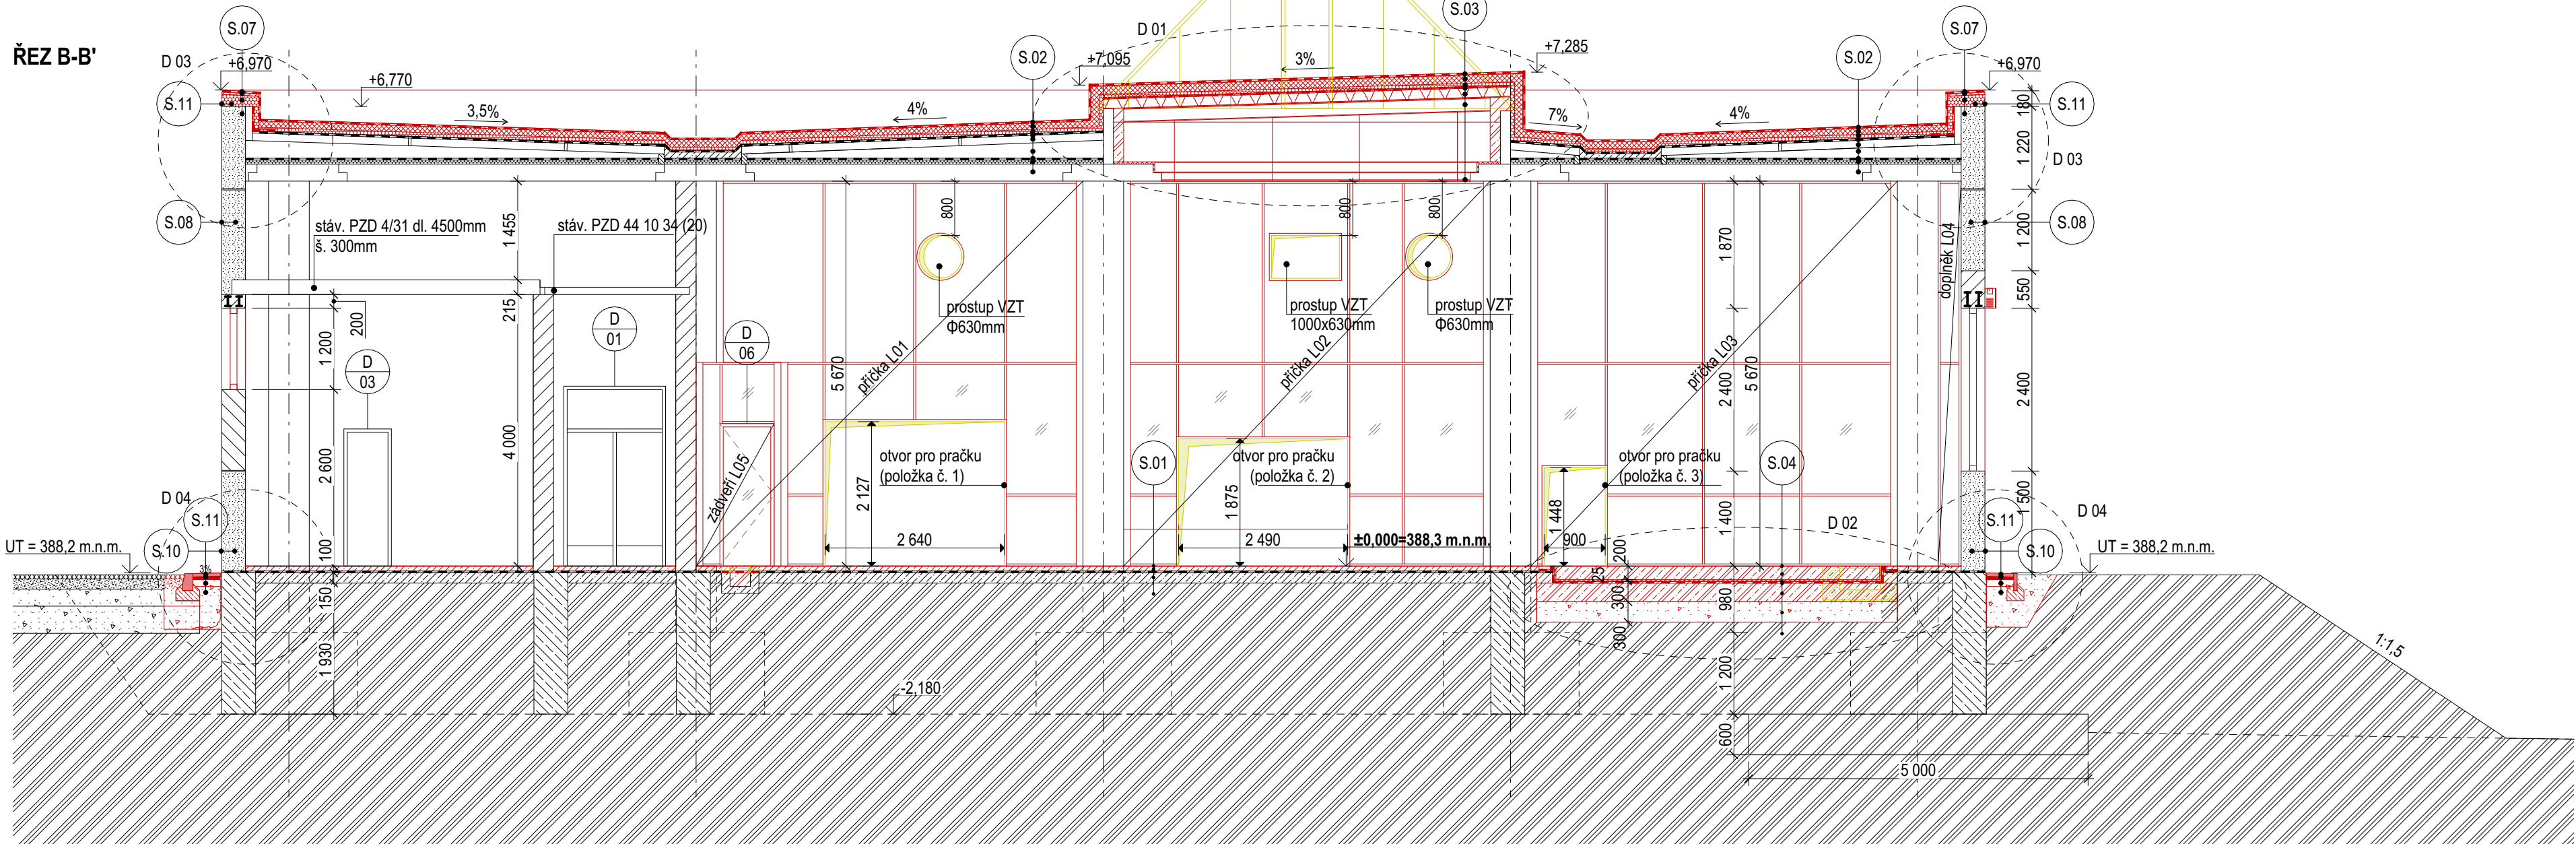 ŘEZ B-B'
S.07
D 03
+6,970
+6,770
S.11
3,5%
4%
S.02
+7,095
D 01
3%
S.03
+7,285
7%
4%
S.02
S.07
+6,970
S.11
D 03
180
1 220
S.08
stáv. PZD 4/31 dl. 4500mm
š. 300mm
1 455
stáv. PZD 44 10 34 (20)
800
800
800
1 870
doplněk L04
1 200
S.08
550
215
200
1 200
prostup VZT
Φ630mm
prostup VZT
1000x630mm
prostup VZT
Φ630mm
D
03
D
01
D
06
příčka L01
5 670
příčka L02
příčka L03
2 400
5 670
2 400
4 000
2 600
zádveří L05
2 127
otvor pro pračku
(položka č. 1)
S.01
1 875
otvor pro pračku
(položka č. 2)
1 448
otvor pro pračku
(položka č. 3)
S.04
1 400
1 500
D 04
S.11
S.10
UT = 388,2 m.n.m.
3%
100
2 640
2 490
±0,000=388,3 m.n.m.
900
D 02
200
S.11
D 04
S.10
UT = 388,2 m.n.m.
150
25
300
980
300
1 930
1 200
-2,180
600
5 000
1:1,5